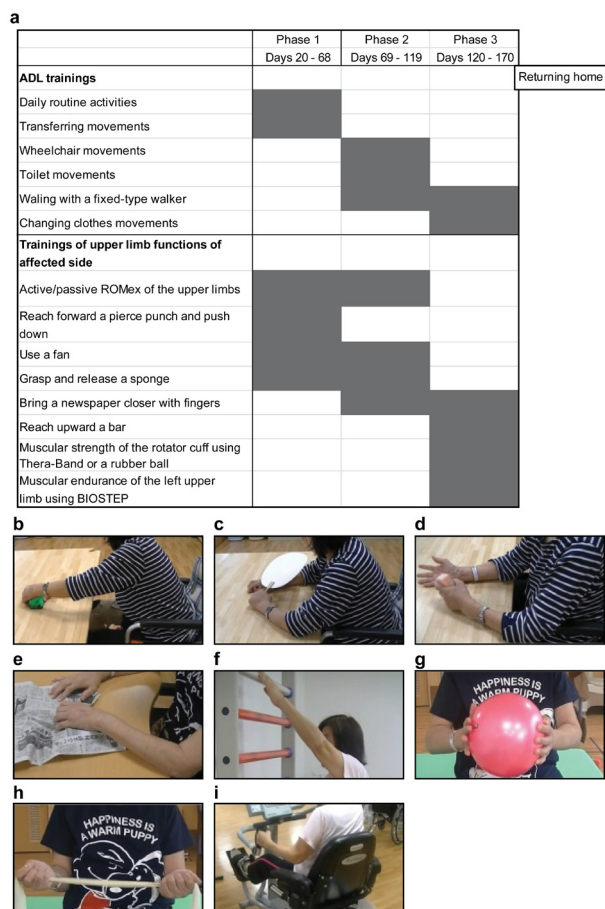 a
Phase 1 Phase 2 Phase 3
Days 20 - 68 Days 69 - 119 Days 120 - 170
ADL trainings
Returning home
Daily routine activities
Transferring movements
Wheelchair movements
Toilet movements
Waling with a fixed-type walker
Changing clothes movements
Trainings of upper limb functions of
affected side
Active/passive ROMex of the upper limbs
Reach forward a pierce punch and push
down
Use a fan
Grasp and release a sponge
Bring a newspaper closer with fingers
Reach upward a bar
Muscular strength of the rotator cuff using
Thera-Band or a rubber ball
Muscular endurance of the left upper
limb using BIOSTEP
b c d
e f g
HAPPINESS IS
A WARM PUPPY
h i
HAPPINESS IS
A WARM PUPPY